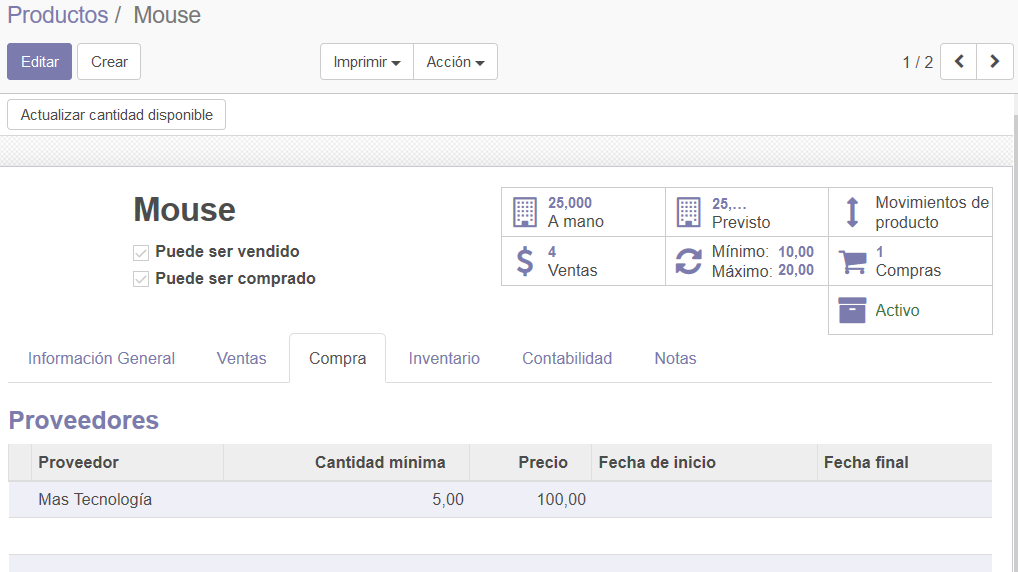 Productos / Mouse
Editar Crear Imprimir Acción 1 / 2
Actualizar cantidad disponible
Mouse
Puede ser vendido
Puede ser comprado
25,000
A mano
25,...
Previsto
Movimientos de
producto
4
Ventas
Mínimo: 10,00
Máximo: 20,00
1
Compras
Activo
Información General Ventas Compra Inventario Contabilidad Notas
Proveedores
Proveedor Cantidad mínima Precio Fecha de inicio Fecha final
Mas Tecnología 5,00 100,00